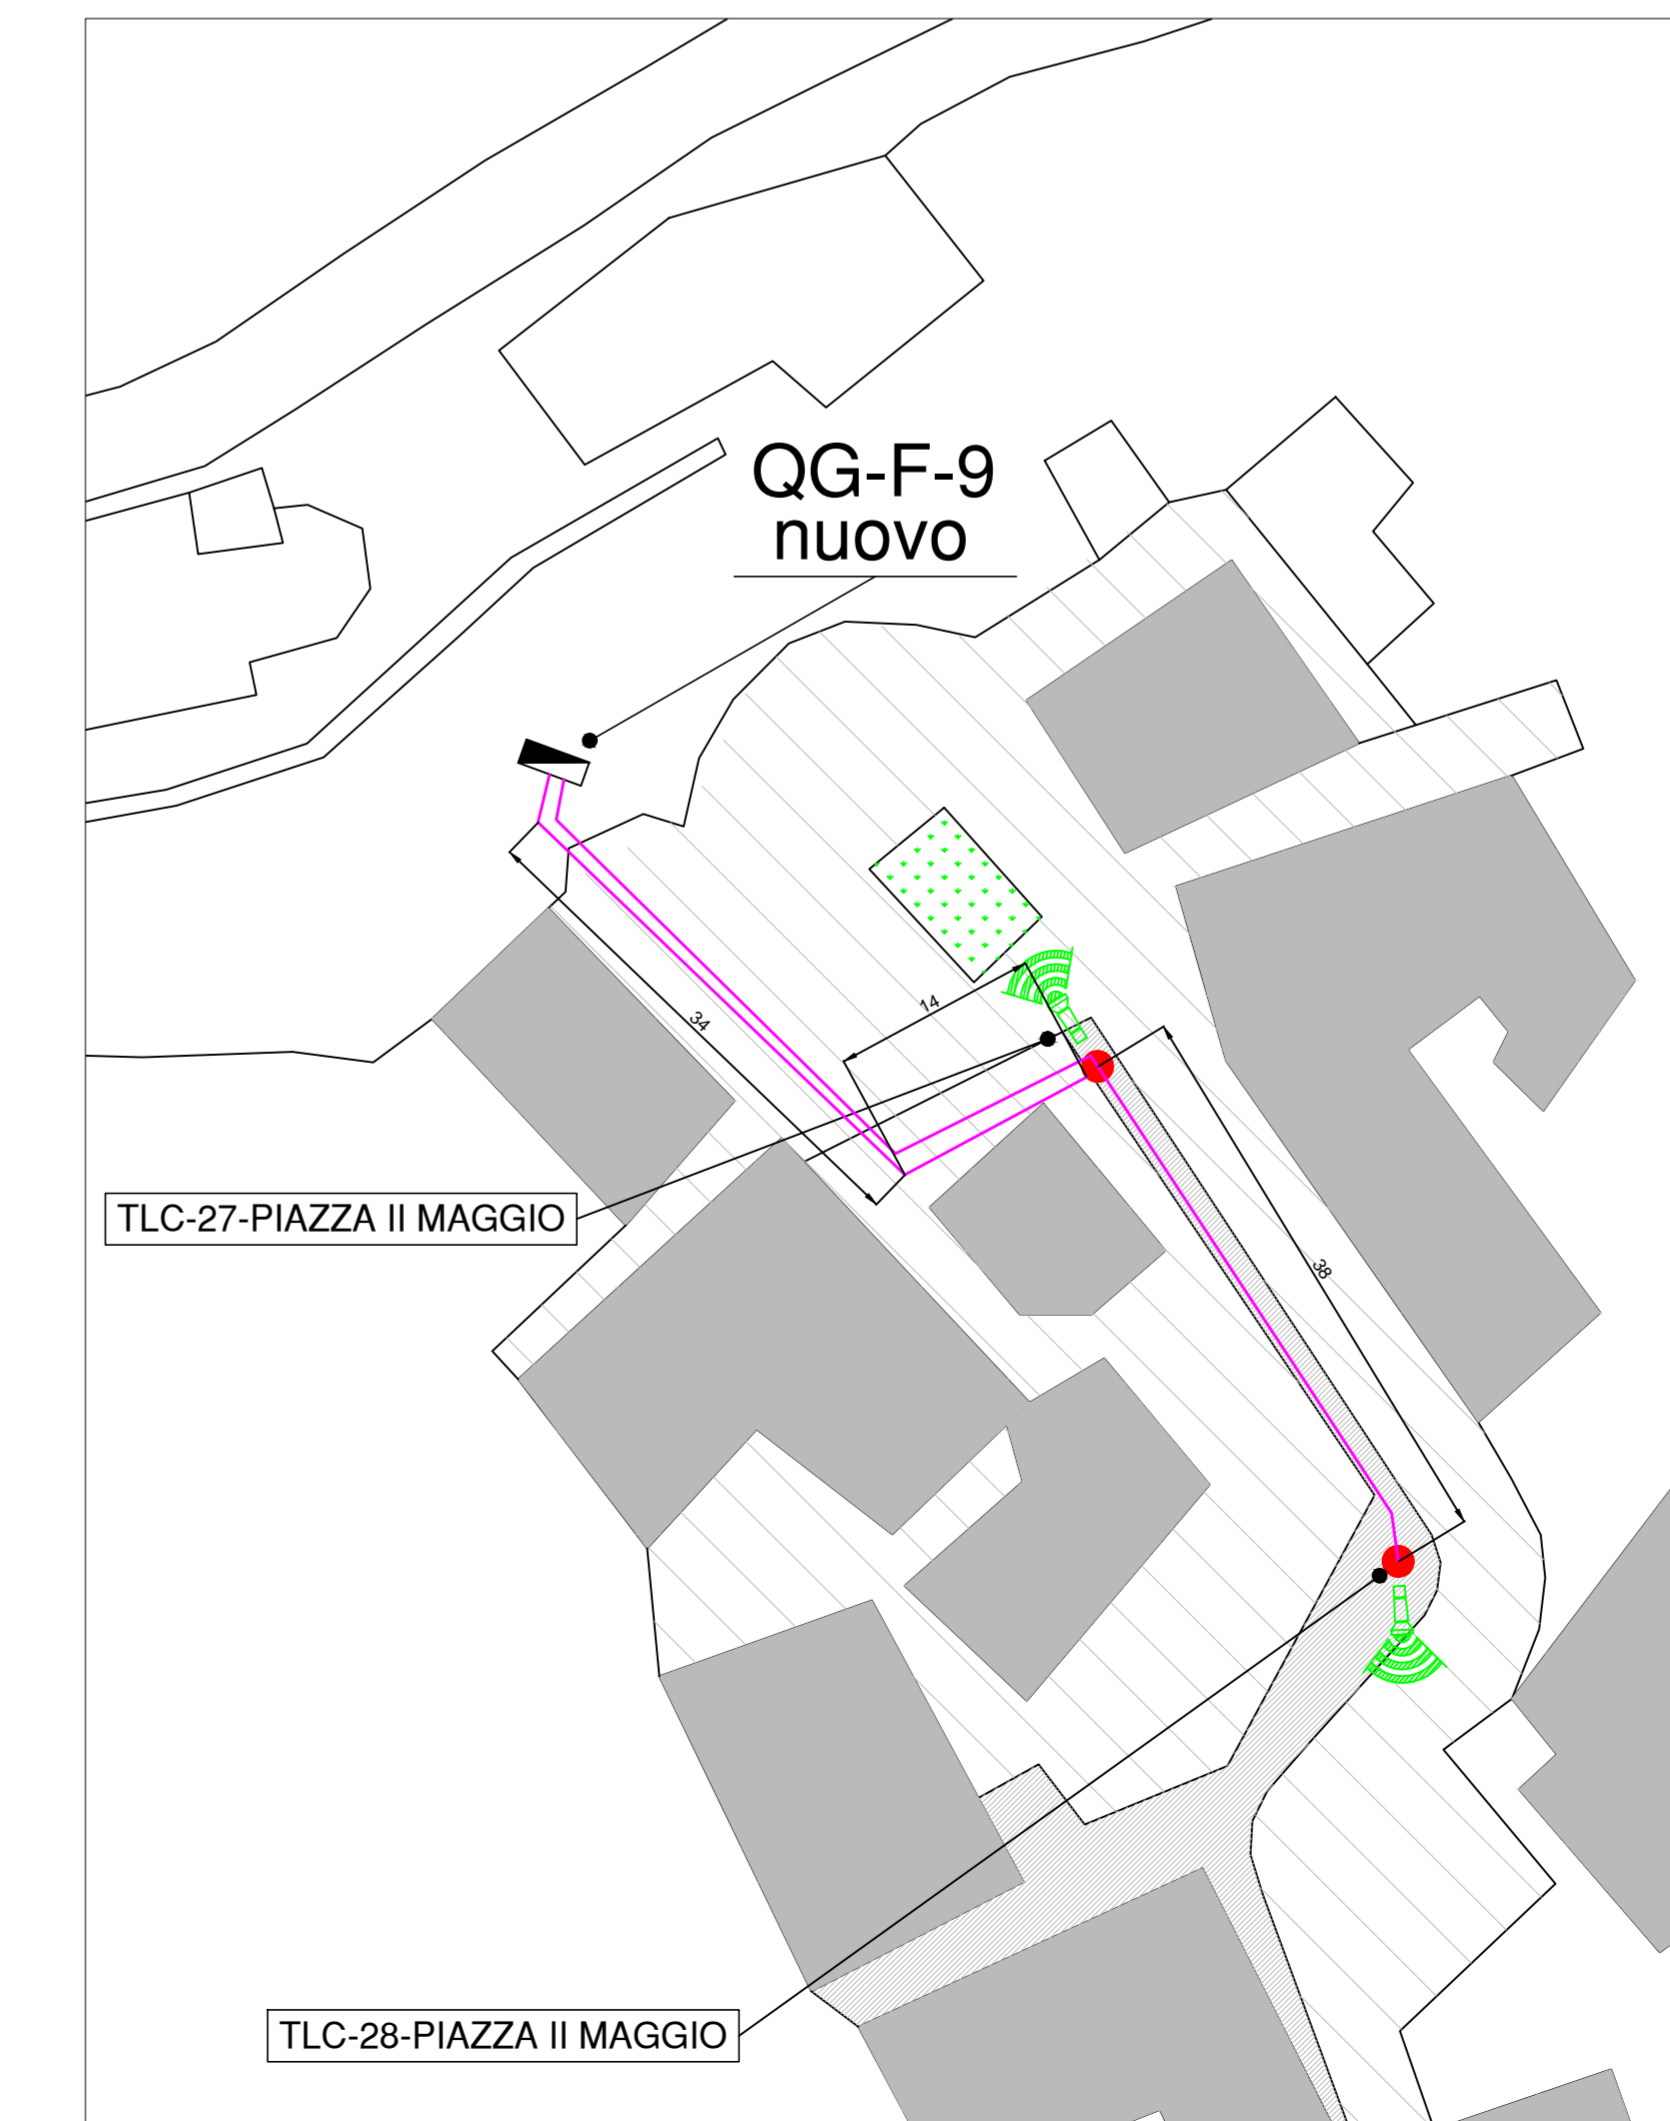 QG-F-9
nuovo
14
34
TLC-27-PIAZZA II MAGGIO
38
TLC-28-PIAZZA II MAGGIO